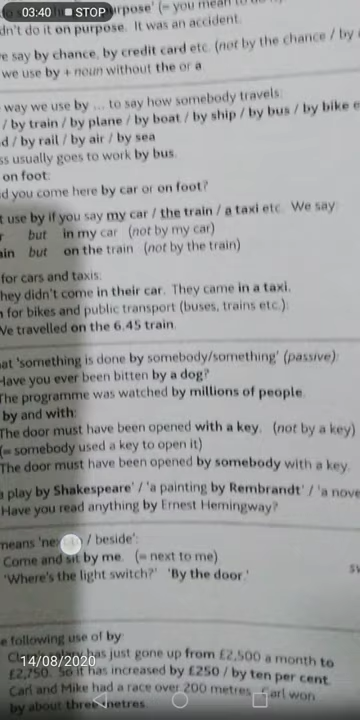 03:40 STOP
urpose' (= you mean to
dn't do it on purpose. It was an accident.
e say by chance, by credit card etc. (not by the chance / by
we use by + noun without the or a
way we use by ... to say how somebody travels:
/ by train / by plane / by boat / by ship / by bus / by bike
d / by rail / by air / by sea
ss usually goes to work by bus.
on foot:
d you come here by car or on foot?
t use by if you say my car / the train / a taxi etc. We say
r but in my car (not by my car)
ain but on the train (not by the train)
for cars and taxis:
hey didn't come in their car. They came in a taxi.
for bikes and public transport (buses, trains etc.):
We travelled on the 6.45 train.
at 'something is done by somebody/something' (passive):
Have you ever been bitten by a dog?
The programme was watched by millions of people.
by and with:
The door must have been opened with a key. (not by a key)
(= somebody used a key to open it)
The door must have been opened by somebody with a key.
a play by Shakespeare' / 'a painting by Rembrandt' / 'a nove
Have you read anything by Ernest Hemingway?
means / beside':
Come and sit by me. (= next to me)
'Where's the light switch?' 'By the door.'
e following use of by:
has just gone up from £2,500 a month to
£2,750. So it has increased by £250 / by ten per cent.
Carl and Mike had a race over 200 metres. Carl won
by about three metres.
14/08/2020